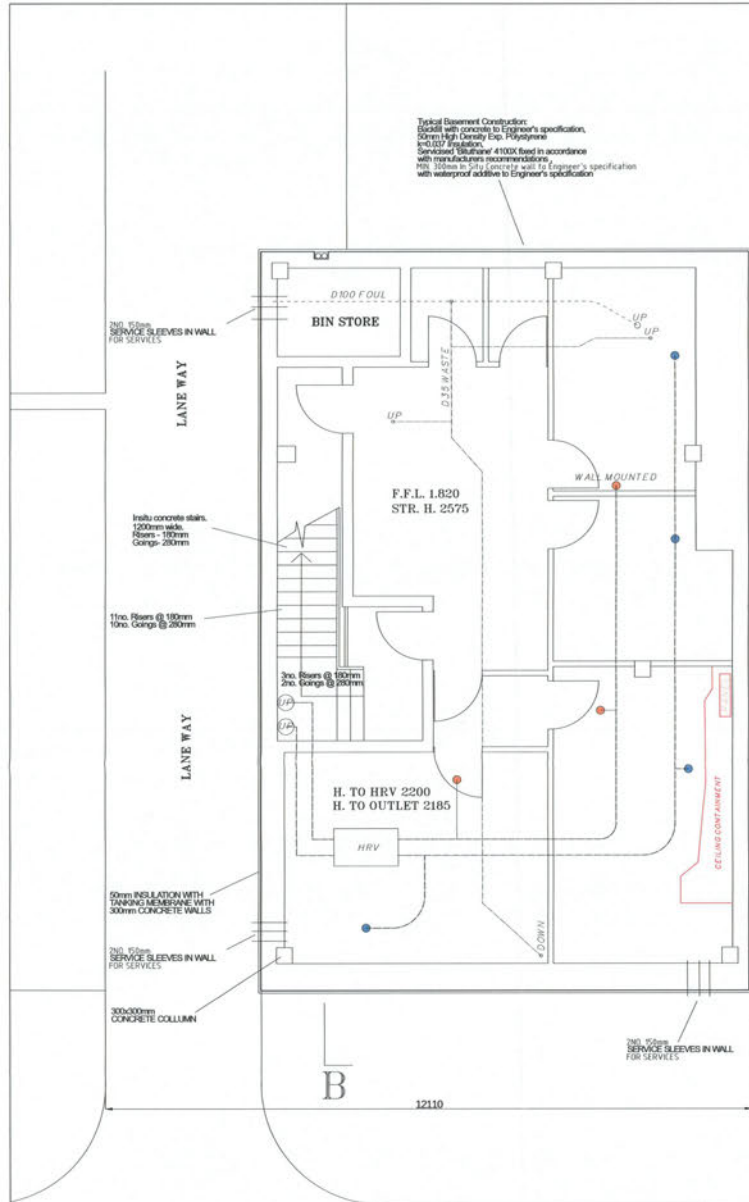 Typical Basement Construction:
Backfill with concrete to Engineer's specification,
50mm High Density Exp. Polystyrene
k=0.037 Insulation,
Servicised 'Bituthane' 4100X fixed in accordance
with manufacturers recommendations,
MIN. 300mm In Situ Concrete wall to Engineer's specification
with waterproof additive to Engineer's specification
D100 FOUL
BIN STORE
UP
UP
2NO. 150mm
SERVICE SLEEVES IN WALL
FOR SERVICES
LANE WAY
D35 WASTE
UP
WALL MOUNTED
F.F.L. 1.820
STR. H. 2575
Insitu concrete stairs.
1200mm wide.
Risers - 180mm
Goings- 280mm
11no. Risers @ 180mm
10no. Goings @ 280mm
3no. Risers @ 180mm
2no. Goings @ 280mm
UP
UP
LANE WAY
H. TO HRV 2200
H. TO OUTLET 2185
HRV
CEILING CONTAINMENT
50mm INSULATION WITH
TANKING MEMBRANE WITH
300mm CONCRETE WALLS
2NO. 150mm
SERVICE SLEEVES IN WALL
FOR SERVICES
DOWN
300x300mm
CONCRETE COLLUMN
2NO. 150mm
SERVICE SLEEVES IN WALL
FOR SERVICES
B
12110